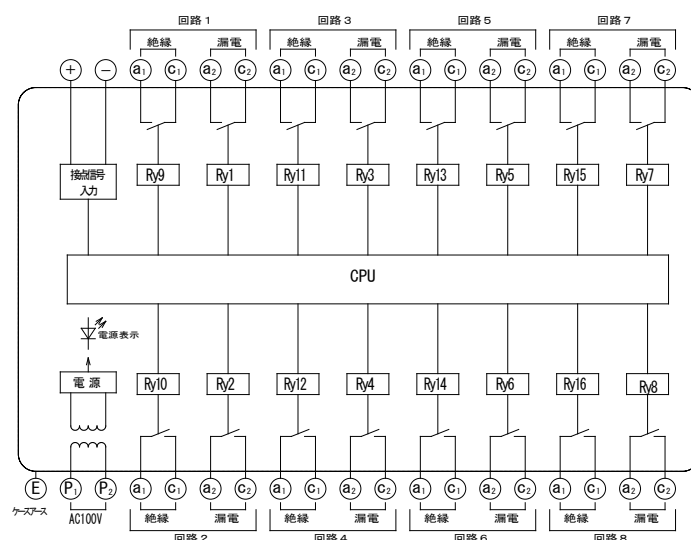 回路1 回路3 回路5 回路7
絶縁 漏電 絶縁 漏電 絶縁 漏電 絶縁 漏電
+ − a₁ c₁ a₂ c₂ a₁ c₁ a₂ c₂ a₁ c₁ a₂ c₂ a₁ c₁ a₂ c₂
接点信号
入力
Ry9 Ry1 Ry11 Ry3 Ry13 Ry5 Ry15 Ry7
CPU
電源表示
電源 Ry10 Ry2 Ry12 Ry4 Ry14 Ry6 Ry16 Ry8
E P₁ P₂ a₁ c₁ a₂ c₂ a₁ c₁ a₂ c₂ a₁ c₁ a₂ c₂ a₁ c₁ a₂ c₂
ケースアース AC100V 絶縁 漏電 絶縁 漏電 絶縁 漏電 絶縁 漏電
回路2 回路4 回路6 回路8